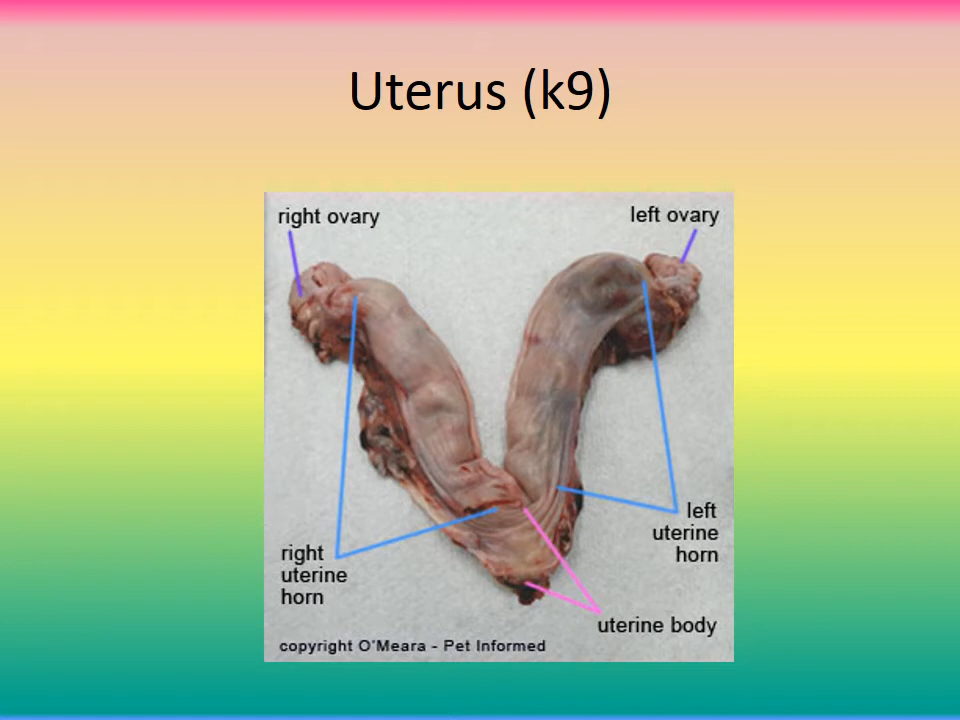 Uterus (k9)
right ovary
left ovary
left
uterine
horn
right
uterine
horn
uterine body
copyright O'Meara - Pet Informed